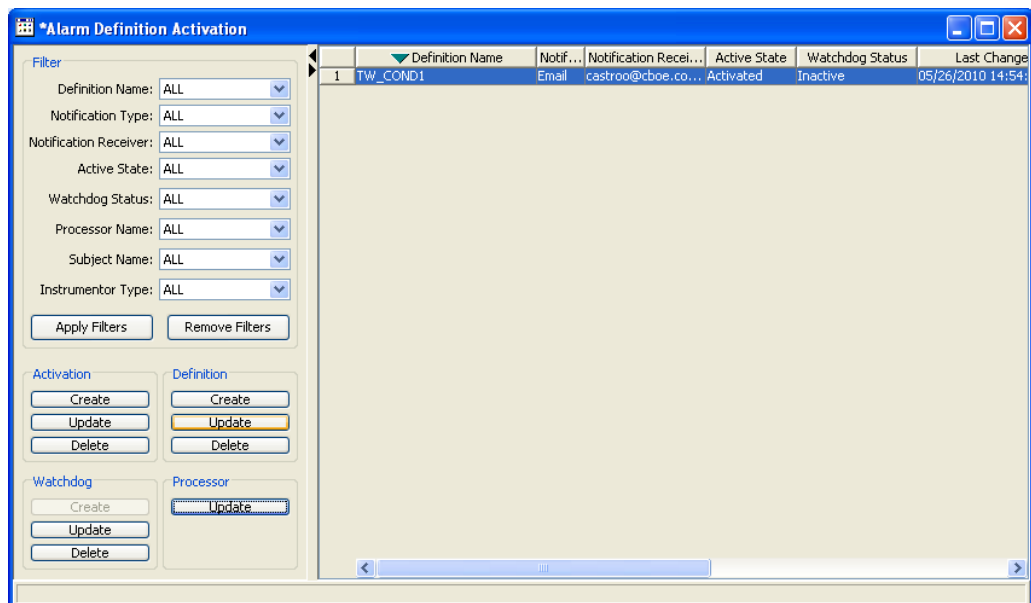 *Alarm Definition Activation
Filter
Definition Name: ALL
Notification Type: ALL
Notification Receiver: ALL
Active State: ALL
Watchdog Status: ALL
Processor Name: ALL
Subject Name: ALL
Instrumentor Type: ALL
Apply Filters Remove Filters
Activation Definition
Create Create
Update Update
Delete Delete
Watchdog Processor
Create Update
Update
Delete
Definition Name Notif... Notification Recei... Active State Watchdog Status Last Change
1 TW_COND1 Email castroo@cboe.co... Activated Inactive 05/26/2010 14:54: